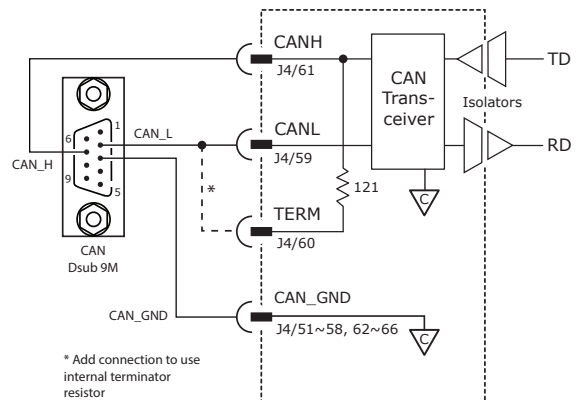 CANH
J4/61
CAN
Trans-
ceiver
TD
Isolators
6
1
CAN_L
CANL
CAN_H
J4/59
RD
9
5
*
121
C
TERM
J4/60
CAN
Dsub 9M
CAN_GND
CAN_GND
J4/51~58, 62~66
C
* Add connection to use
internal terminator
resistor